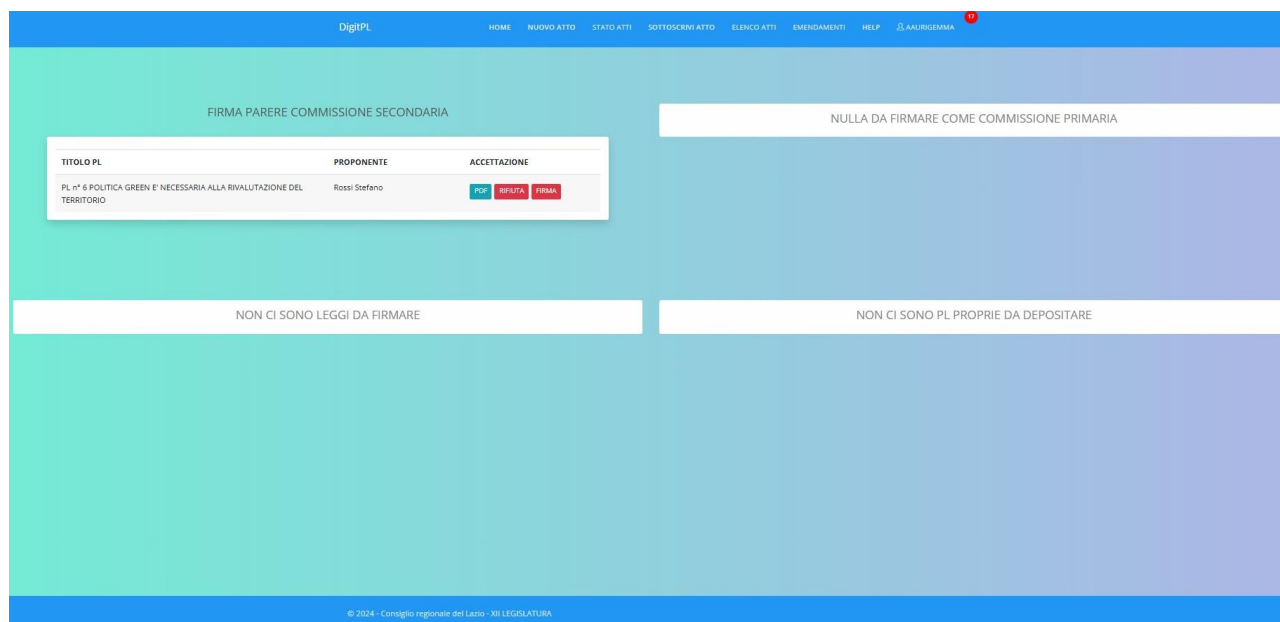 DigitPL HOME NUOVO ATTO STATO ATTI SOTTOSCRIVI ATTO ELENCO ATTI EMENDAMENTI HELP AAURIGEMMA 17
FIRMA PARERE COMMISSIONE SECONDARIA
NULLA DA FIRMARE COME COMMISSIONE PRIMARIA
TITOLO PL PROPONENTE ACCETTAZIONE
PL n° 6 POLITICA GREEN E' NECESSARIA ALLA RIVALUTAZIONE DEL Rossi Stefano PDF RIFIUTA FIRMA
TERRITORIO
NON CI SONO LEGGI DA FIRMARE
NON CI SONO PL PROPRIE DA DEPOSITARE
© 2024 - Consiglio regionale del Lazio - XII LEGISLATURA